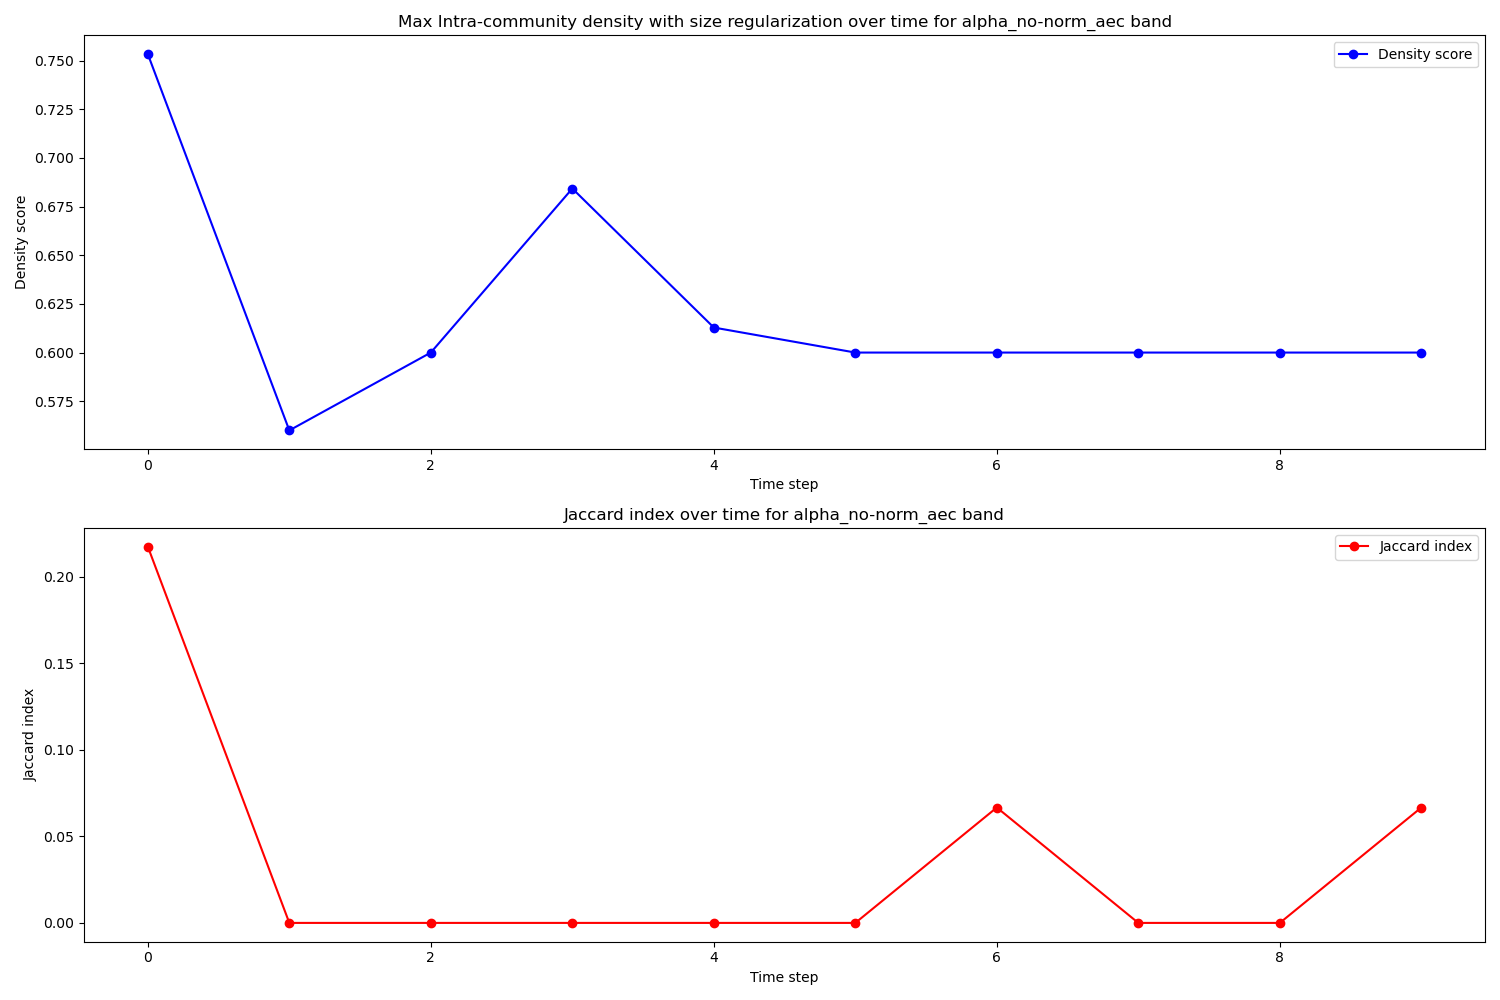 Max Intra-community density with size regularization over time for alpha_no-norm_aec band
Density score
0.750
0.725
0.700
0.675
0.650
0.625
0.600
0.575
Density score
0
2
4
6
8
Time step
Jaccard index over time for alpha_no-norm_aec band
Jaccard index
0.20
0.15
0.10
0.05
0.00
Jaccard index
0
2
4
6
8
Time step